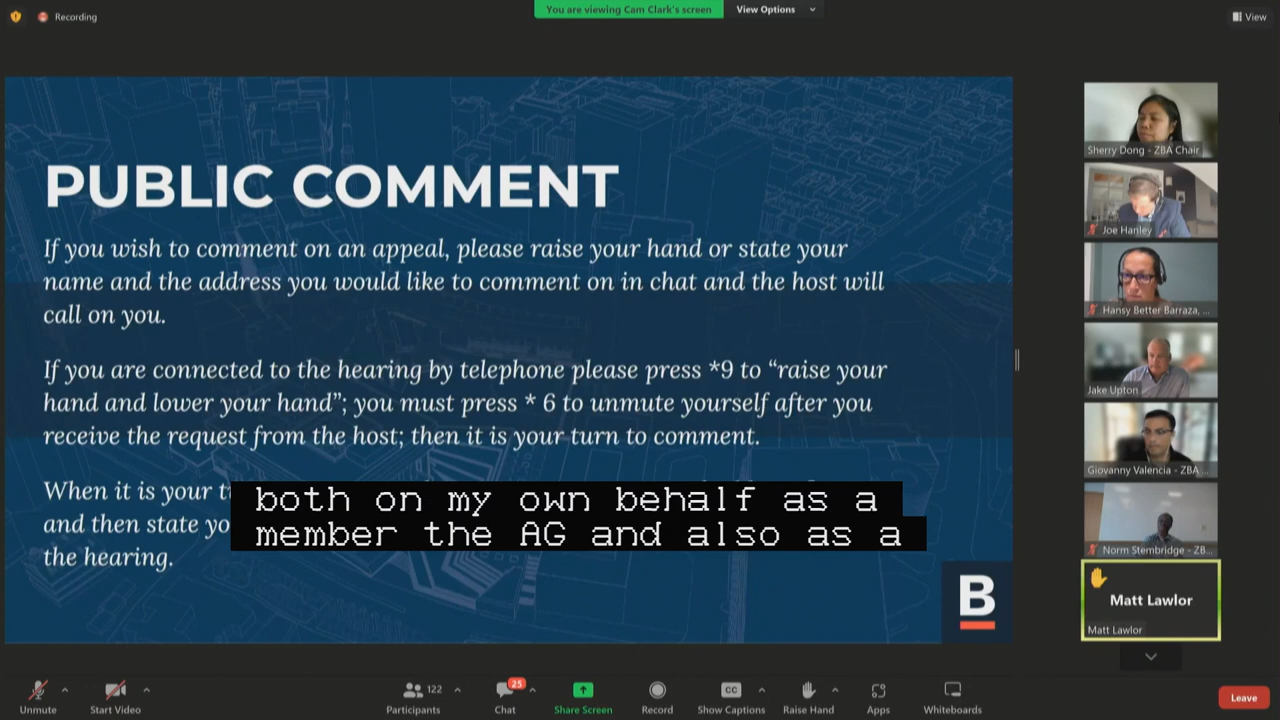 Recording
You are viewing Cam Clark's screen
View Options
View
PUBLIC COMMENT
If you wish to comment on an appeal, please raise your hand or state your
name and the address you would like to comment on in chat and the host will
call on you.
If you are connected to the hearing by telephone please press *9 to “raise your
hand and lower your hand”; you must press * 6 to unmute yourself after you
receive the request from the host; then it is your turn to comment.
When it is your
and then state
the hearing.
both on my own behalf as a
member the AG and also as a
B
Sherry Dong - ZBA Chair
Joe Hanley
Hansy Better Barraza, ...
Jake Upton
Giovanny Valencia - ZBA ...
Norm Stembridge - ZB...
Matt Lawlor
Matt Lawlor
Unmute
Start Video
122
Participants
25
Chat
Share Screen
Record
CC
Show Captions
Raise Hand
Apps
Whiteboards
Leave